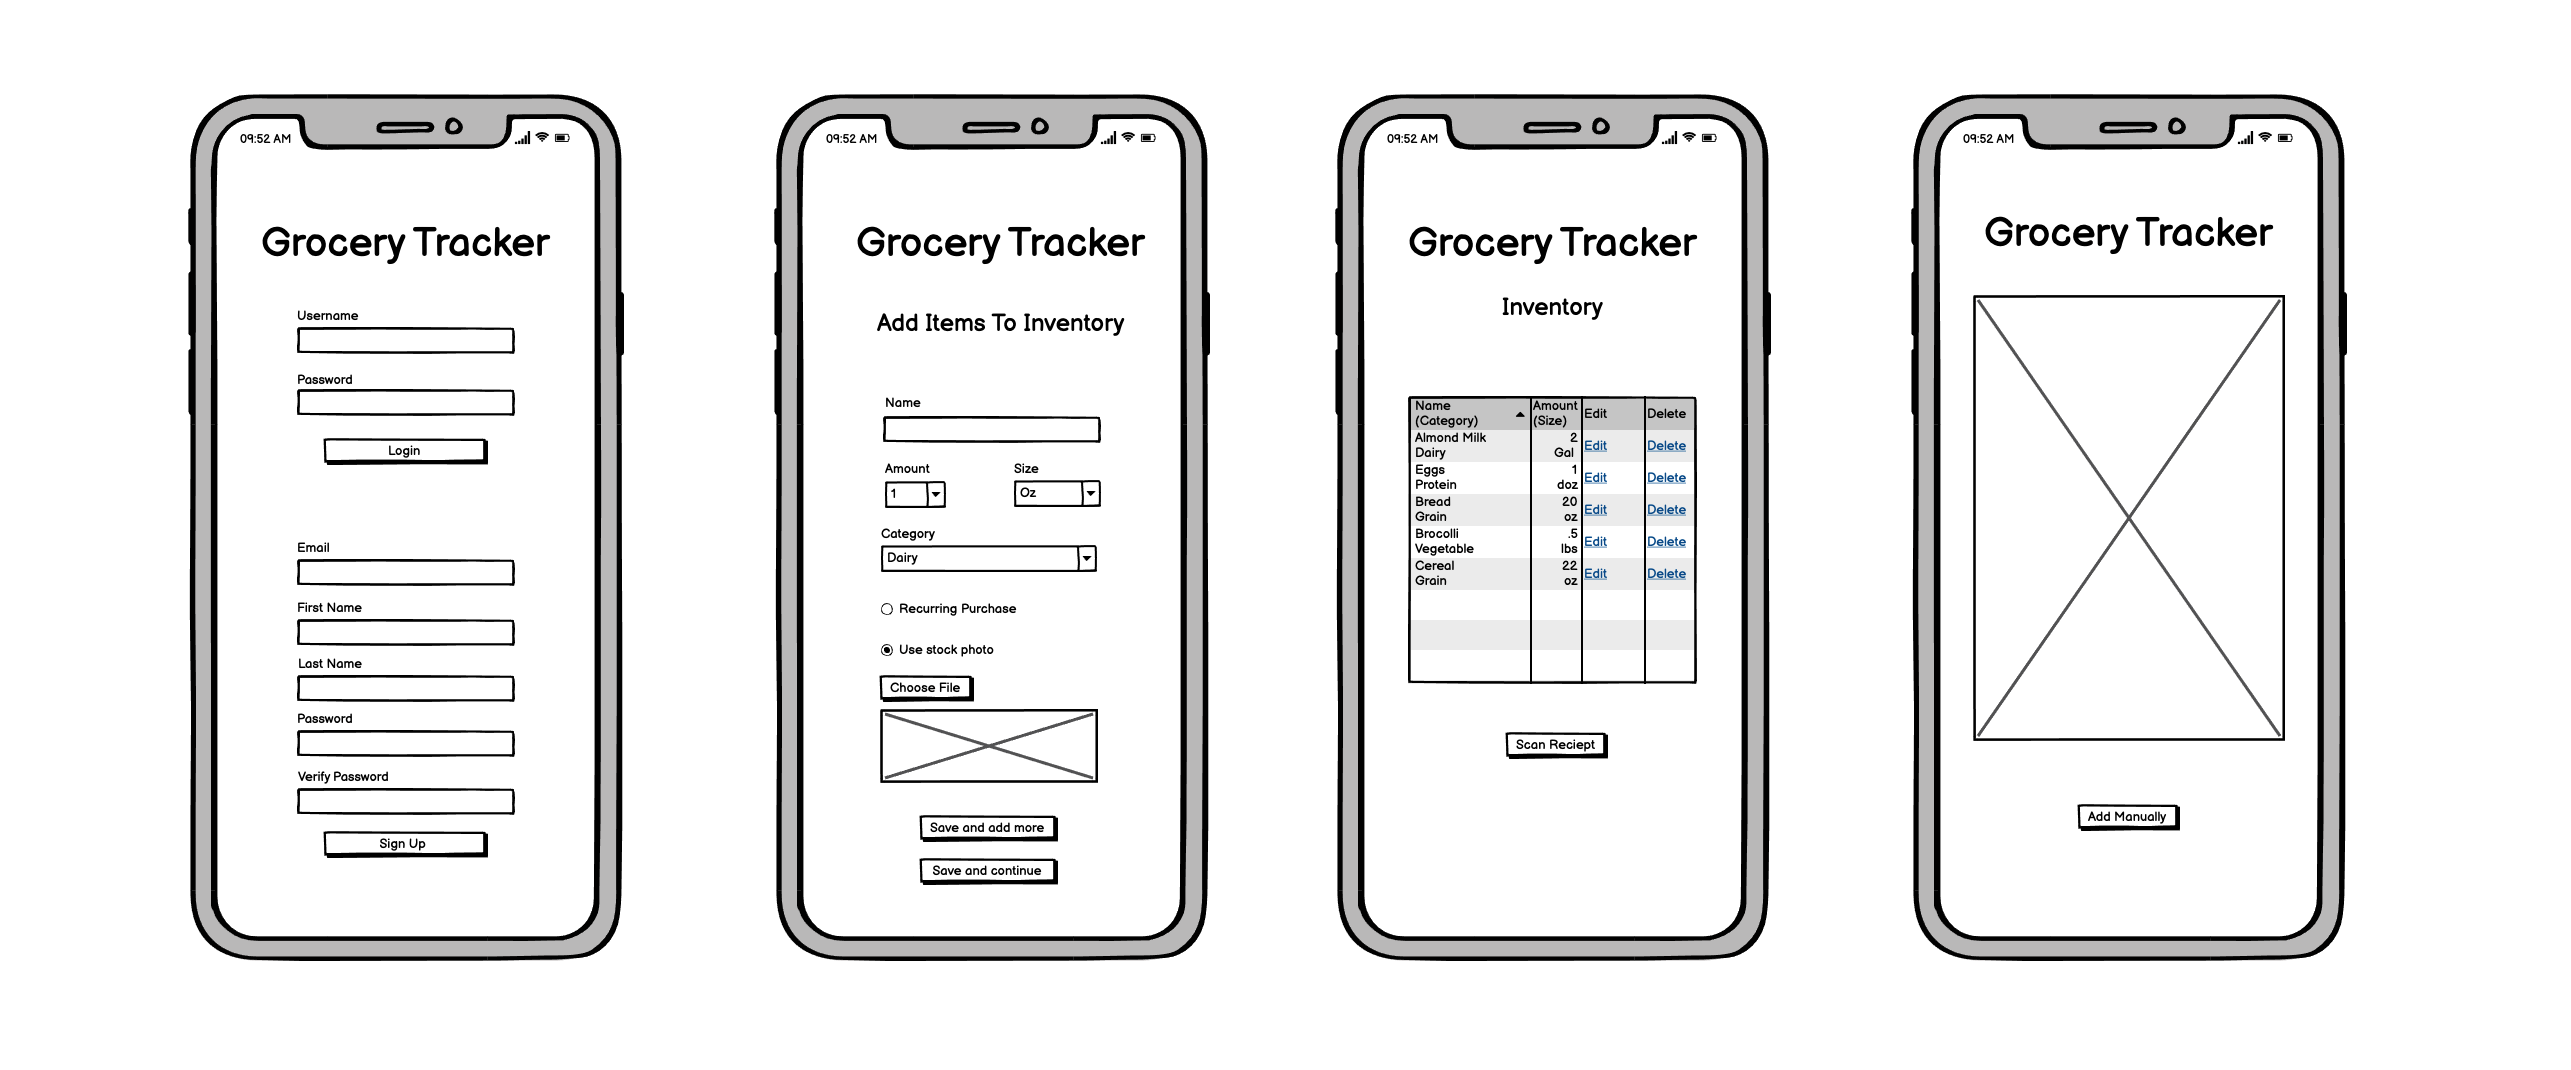 09:52 AM
Grocery Tracker
Username
Password
Login
Email
First Name
Last Name
Password
Verify Password
Sign Up
09:52 AM
Grocery Tracker
Add Items To Inventory
Name
Amount Size
1 Oz
Category
Dairy
Recurring Purchase
Use stock photo
Choose File
Save and add more
Save and continue
09:52 AM
Grocery Tracker
Inventory
Name Amount Edit Delete
(Category) (Size)
Almond Milk 2 Edit Delete
Dairy Gal
Eggs 1 Edit Delete
Protein doz
Bread 20 Edit Delete
Grain oz
Brocolli .5 Edit Delete
Vegetable lbs
Cereal 22 Edit Delete
Grain oz
Scan Reciept
09:52 AM
Grocery Tracker
Add Manually